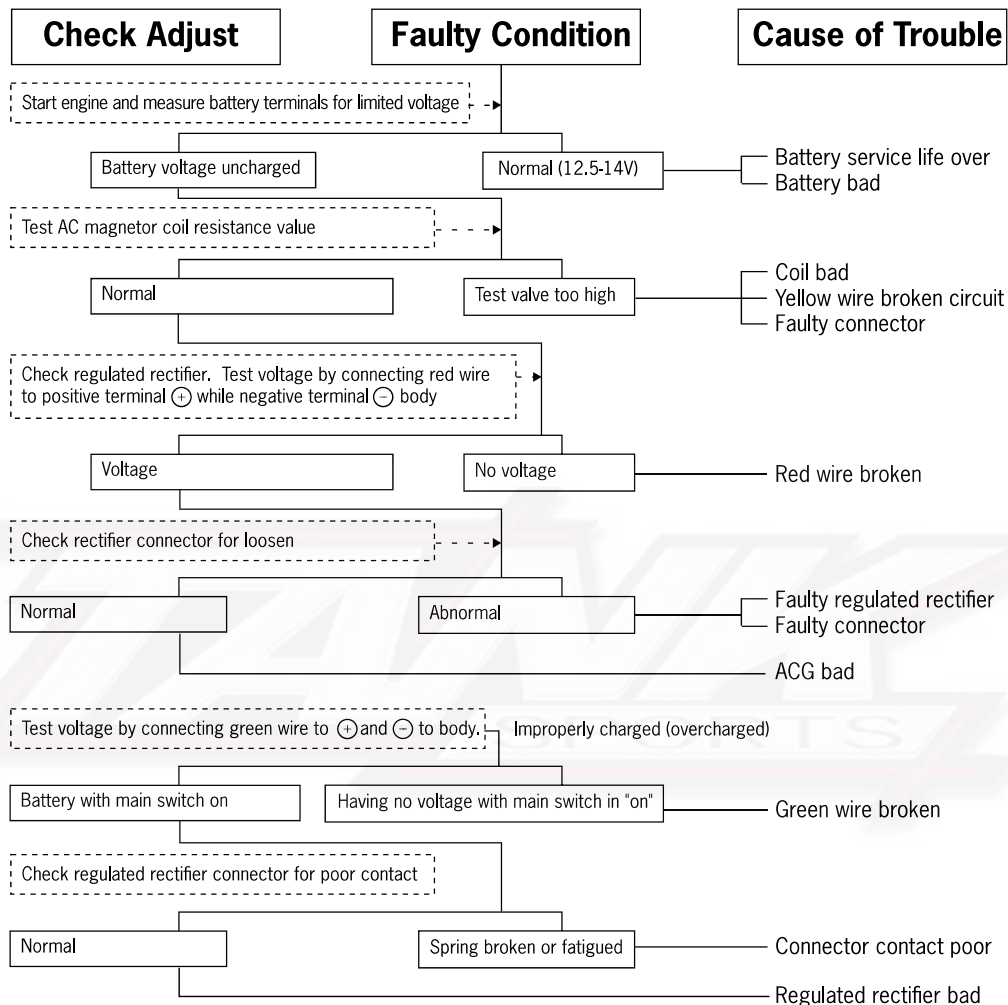 Check Adjust
Faulty Condition
Cause of Trouble
Start engine and measure battery terminals for limited voltage
Battery voltage uncharged
Normal (12.5-14V)
Battery service life over
Battery bad
Test AC magnetor coil resistance value
Normal
Test valve too high
Coil bad
Yellow wire broken circuit
Faulty connector
Check regulated rectifier. Test voltage by connecting red wire
to positive terminal ⊕ while negative terminal ⊖ body
Voltage
No voltage
Red wire broken
Check rectifier connector for loosen
Normal
Abnormal
Faulty regulated rectifier
Faulty connector
ACG bad
TANK
SPORTS
Test voltage by connecting green wire to ⊕ and ⊖ to body.
Improperly charged (overcharged)
Battery with main switch on
Having no voltage with main switch in "on"
Green wire broken
Check regulated rectifier connector for poor contact
Normal
Spring broken or fatigued
Connector contact poor
Regulated rectifier bad